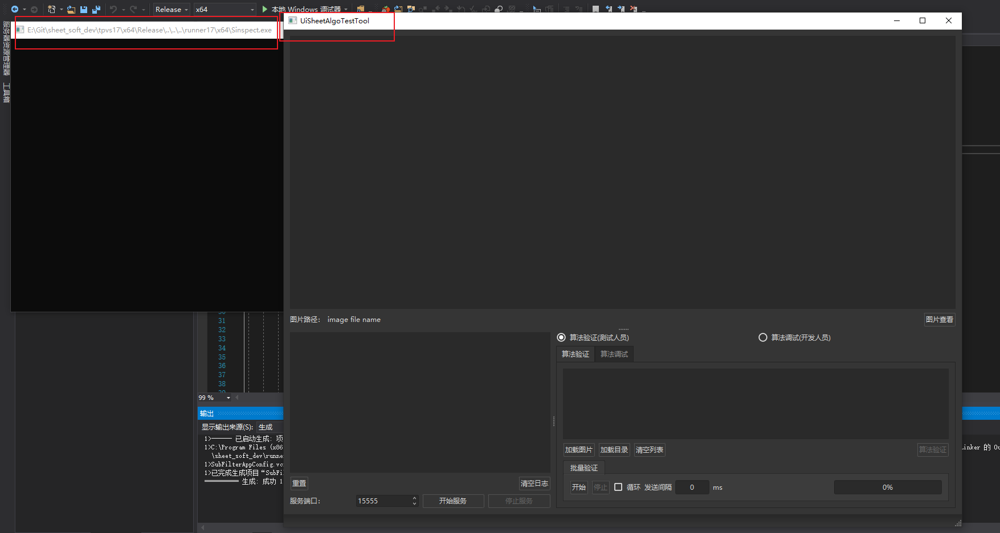 Release
x64
本地 Windows 调试器
服务器资源管理器
工具箱
E:\Git\sheet_soft_dev\tpvs17\x64\Release\..\..\..\runner17\x64\Sinspect.exe
UiSheetAlgoTestTool
31
32
33
34
35
36
37
38
99 %
输出
显示输出来源(S): 生成
1>------ 已启动生成: 项
1>C:\Program Files (x86
\sheet_soft_dev\runne
1>SubFilterAppConfig.vc
1>已完成生成项目“SubFil
========== 生成: 成功 1
Linker 的 Ou
图片路径: image file name
图片查看
算法验证(测试人员)
算法调试(开发人员)
算法验证 算法调试
加载图片 加载目录 清空列表
算法验证
批量验证
开始 停止 循环 发送间隔 0 ms
0%
重置
清空日志
服务端口: 15555 开始服务 停止服务